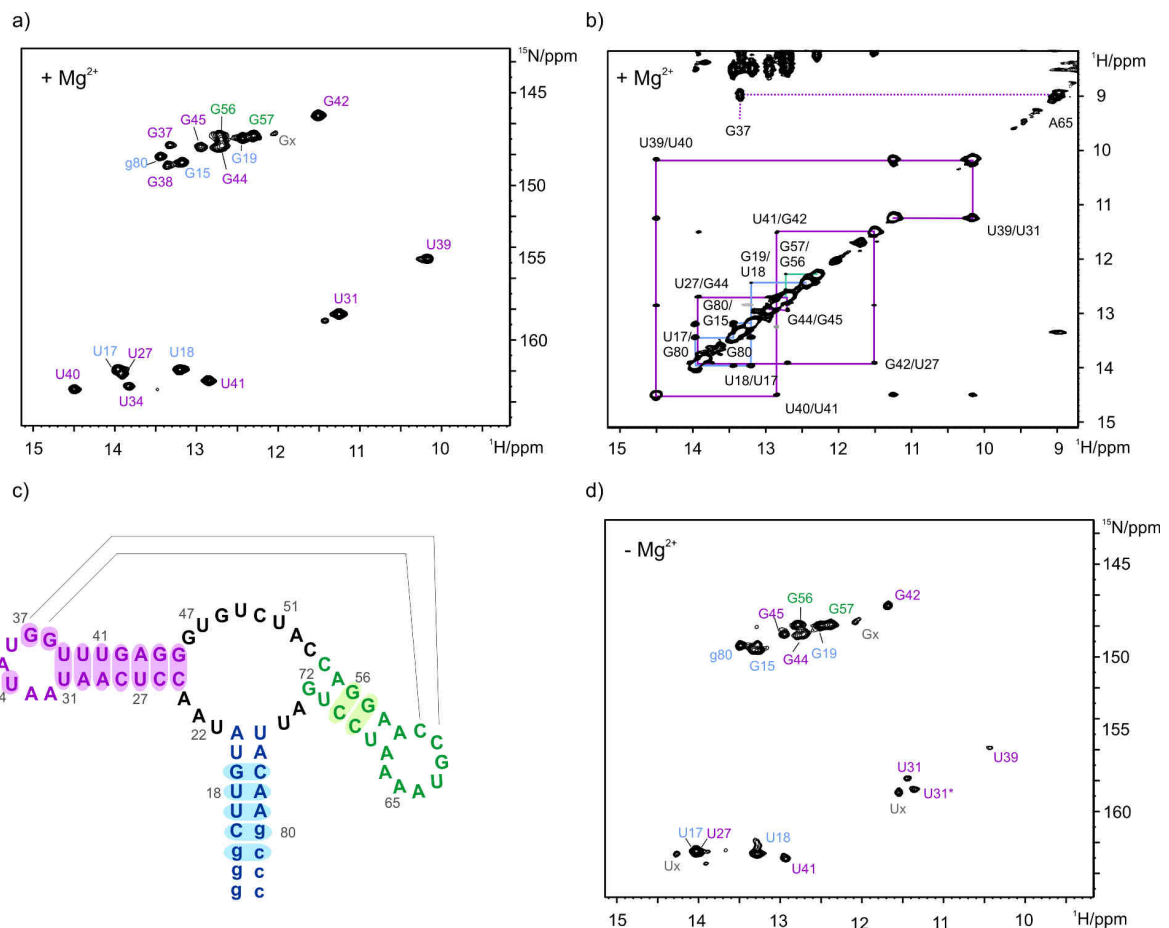 a)
+ Mg2+
15N/ppm
145
150
155
160
G42
G56
G45
G57
G37
Gx
g80
G15
G19
G38
G44
U39
U31
U17
U27
U18
U40
U34
U41
15 14 13 12 11 10
1H/ppm
b)
+ Mg2+
1H/ppm
9
10
11
12
13
14
15
G37
A65
U39/U40
U39/U31
U41/G42
G57/
G56
G19/
U18
U27/G44
G80/
G15
G44/G45
U17/
G80
G80
G42/U27
U18/U17
U40/U41
15 14 13 12 11 10 9
1H/ppm
c)
37
41
47
51
56
72
4
31
27
22
65
18
80
A U G G U U U G A G G G U G U C U A C C A G G A A C C G U
U A A U A A C U C C A A U
A A A A U C C U G A U
A U G U U C g g g
U A C A A g c c c
d)
- Mg2+
15N/ppm
145
150
155
160
G42
G56
G45
G57
Gx
g80
G15
G44
G19
U39
U31
U31*
Ux
U17
U27
U18
Ux
U41
15 14 13 12 11 10
1H/ppm